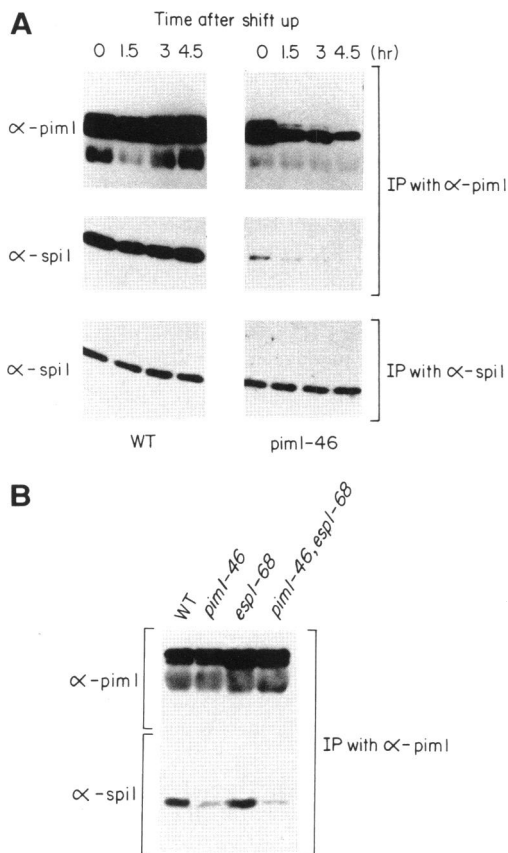 A
Time after shift up
0 1.5 3 4.5 0 1.5 3 4.5 (hr)
∝-pim1
IP with ∝-pim1
∝-spi1
∝-spi1
IP with ∝-spi1
WT
pim1-46
B
WT
pim1-46
esp1-68
pim1-46, esp1-68
∝-pim1
IP with ∝-pim1
∝-spi1